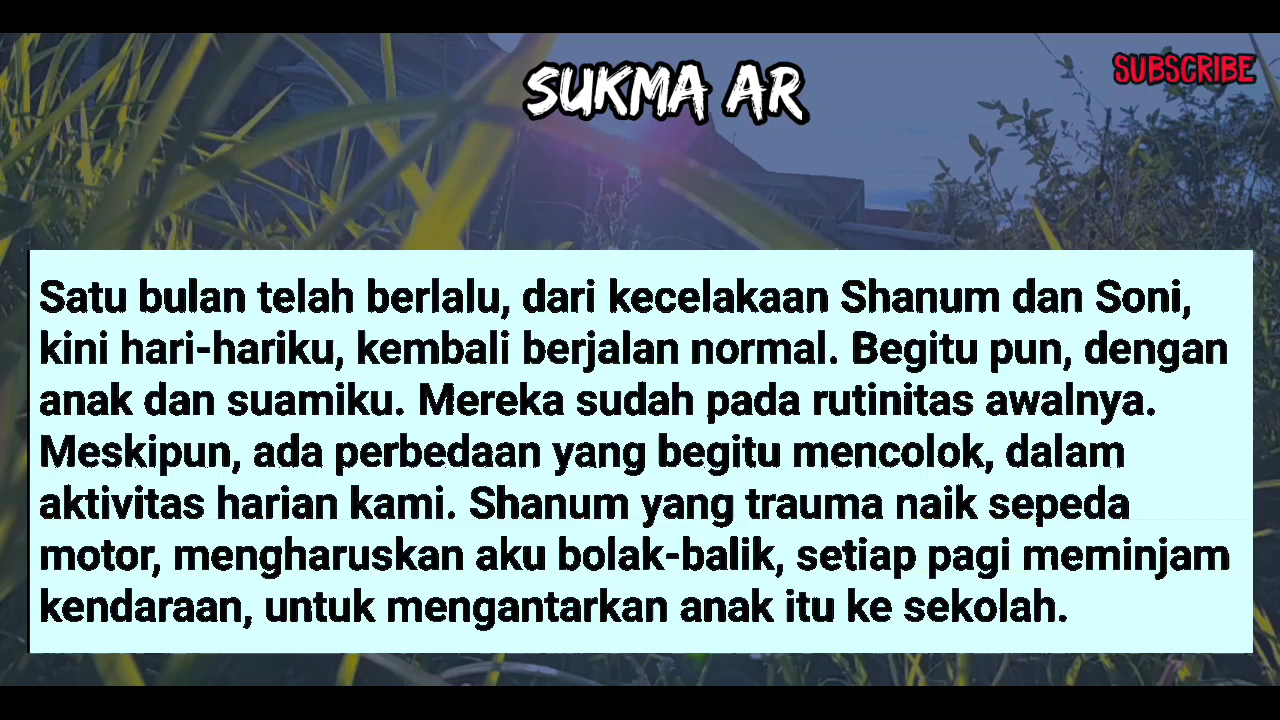 SUKMA AR
SUBSCRIBE
Satu bulan telah berlalu, dari kecelakaan Shanum dan Soni,
kini hari-hariku, kembali berjalan normal. Begitu pun, dengan
anak dan suamiku. Mereka sudah pada rutinitas awalnya.
Meskipun, ada perbedaan yang begitu mencolok, dalam
aktivitas harian kami. Shanum yang trauma naik sepeda
motor, mengharuskan aku bolak-balik, setiap pagi meminjam
kendaraan, untuk mengantarkan anak itu ke sekolah.